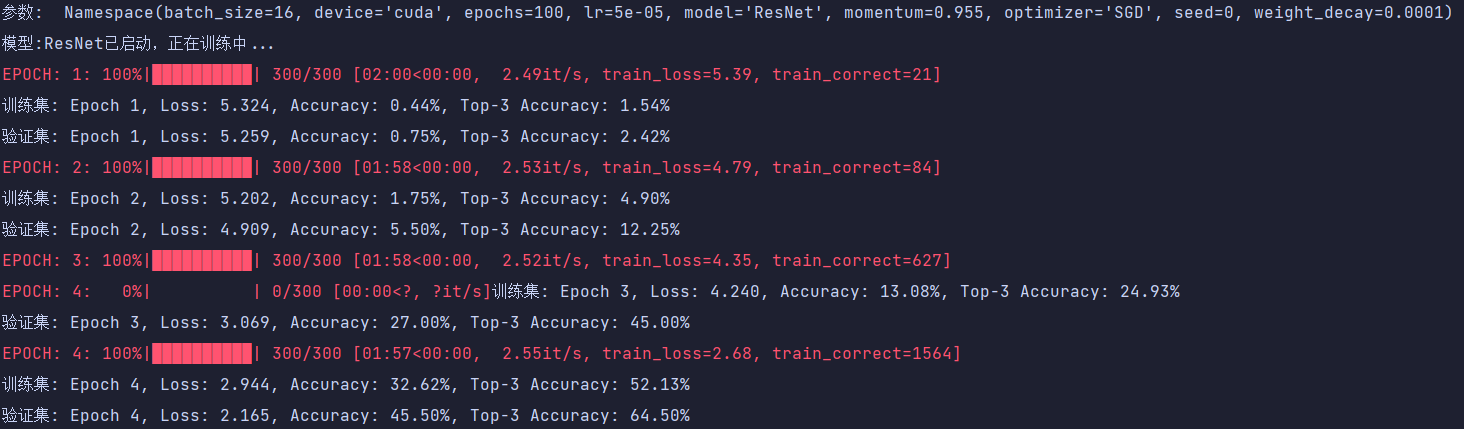 参数:  Namespace(batch_size=16, device='cuda', epochs=100, lr=5e-05, model='ResNet', momentum=0.955, optimizer='SGD', seed=0, weight_decay=0.0001)
模型:ResNet已启动，正在训练中...
EPOCH: 1: 100%|██████████| 300/300 [02:00<00:00,  2.49it/s, train_loss=5.39, train_correct=21]
训练集: Epoch 1, Loss: 5.324, Accuracy: 0.44%, Top-3 Accuracy: 1.54%
验证集: Epoch 1, Loss: 5.259, Accuracy: 0.75%, Top-3 Accuracy: 2.42%
EPOCH: 2: 100%|██████████| 300/300 [01:58<00:00,  2.53it/s, train_loss=4.79, train_correct=84]
训练集: Epoch 2, Loss: 5.202, Accuracy: 1.75%, Top-3 Accuracy: 4.90%
验证集: Epoch 2, Loss: 4.909, Accuracy: 5.50%, Top-3 Accuracy: 12.25%
EPOCH: 3: 100%|██████████| 300/300 [01:58<00:00,  2.52it/s, train_loss=4.35, train_correct=627]
EPOCH: 4:   0%|          | 0/300 [00:00<?, ?it/s]训练集: Epoch 3, Loss: 4.240, Accuracy: 13.08%, Top-3 Accuracy: 24.93%
验证集: Epoch 3, Loss: 3.069, Accuracy: 27.00%, Top-3 Accuracy: 45.00%
EPOCH: 4: 100%|██████████| 300/300 [01:57<00:00,  2.55it/s, train_loss=2.68, train_correct=1564]
训练集: Epoch 4, Loss: 2.944, Accuracy: 32.62%, Top-3 Accuracy: 52.13%
验证集: Epoch 4, Loss: 2.165, Accuracy: 45.50%, Top-3 Accuracy: 64.50%